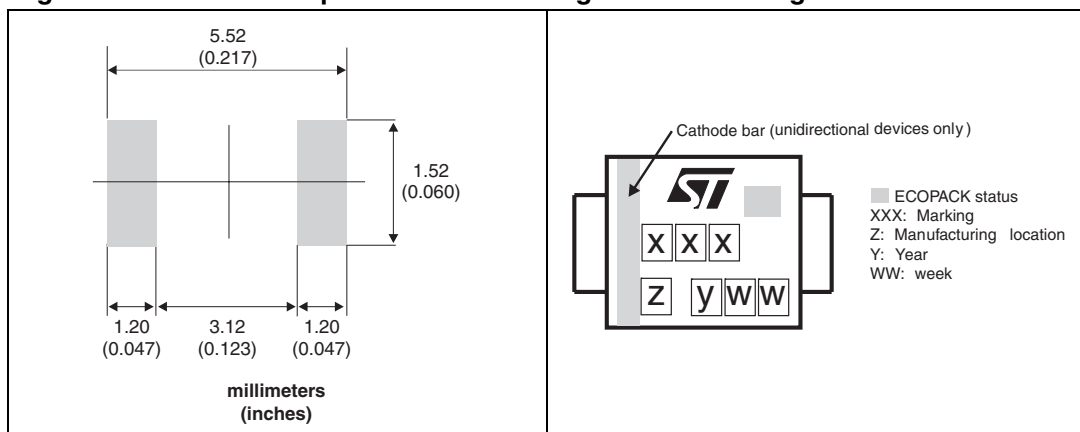 5.52
(0.217)
1.52
(0.060)
1.20
(0.047)
3.12
(0.123)
1.20
(0.047)
millimeters
(inches)
Cathode bar (unidirectional devices only)
ST
x x x
z y w w
ECOPACK status
XXX: Marking
Z: Manufacturing location
Y: Year
WW: week